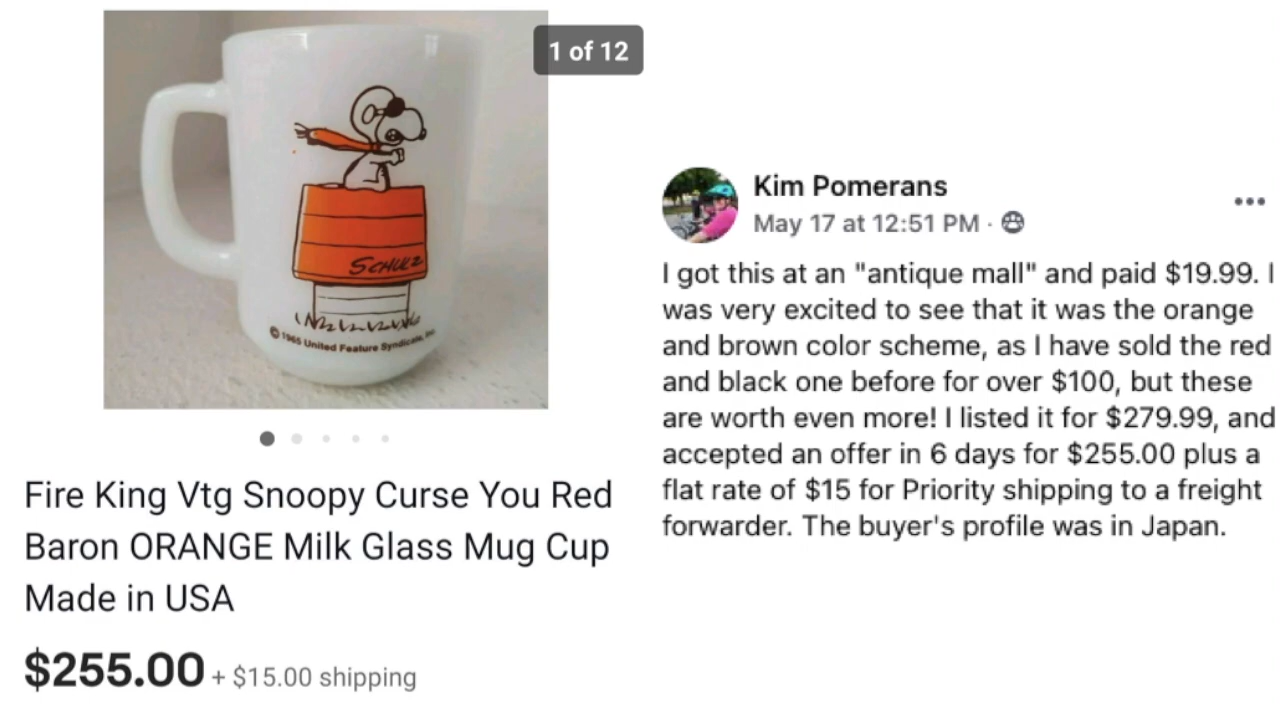 1 of 12
SCHULZ
© 1965 United Feature Syndicate, Inc.
Fire King Vtg Snoopy Curse You Red
Baron ORANGE Milk Glass Mug Cup
Made in USA
$255.00 + $15.00 shipping
Kim Pomerans
May 17 at 12:51 PM ·
I got this at an "antique mall" and paid $19.99. I
was very excited to see that it was the orange
and brown color scheme, as I have sold the red
and black one before for over $100, but these
are worth even more! I listed it for $279.99, and
accepted an offer in 6 days for $255.00 plus a
flat rate of $15 for Priority shipping to a freight
forwarder. The buyer's profile was in Japan.